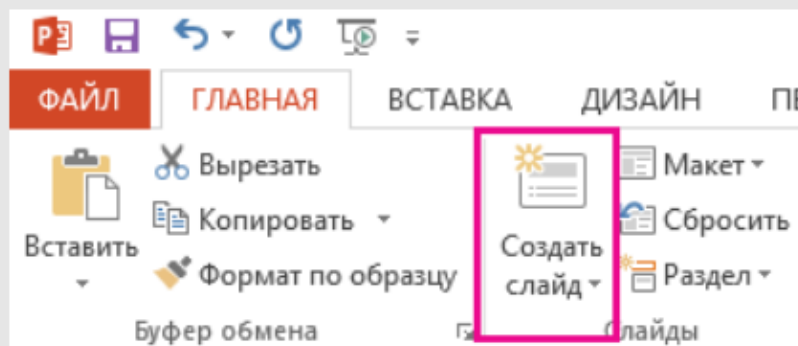 ФАЙЛ ГЛАВНАЯ ВСТАВКА ДИЗАЙН
Вставить
Вырезать
Копировать
Формат по образцу
Буфер обмена
Создать
слайд
Макет
Сбросить
Раздел
Слайды